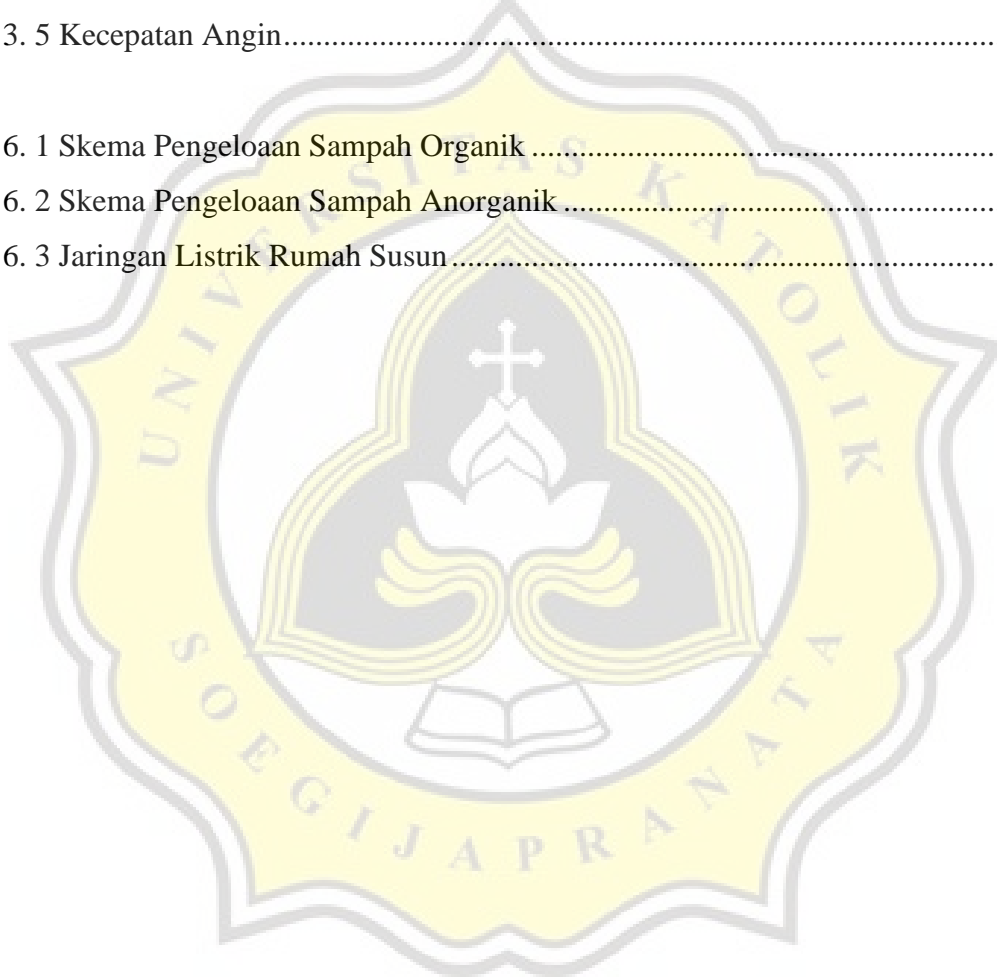 3. 5 Kecepatan Angin.......................................................................................
6. 1 Skema Pengeloaan Sampah Organik.........................................................
6. 2 Skema Pengeloaan Sampah Anorganik.....................................................
6. 3 Jaringan Listrik Rumah Susun...................................................................
UNIVERSITAS KATOLIK
SOEGIJAPRANATA